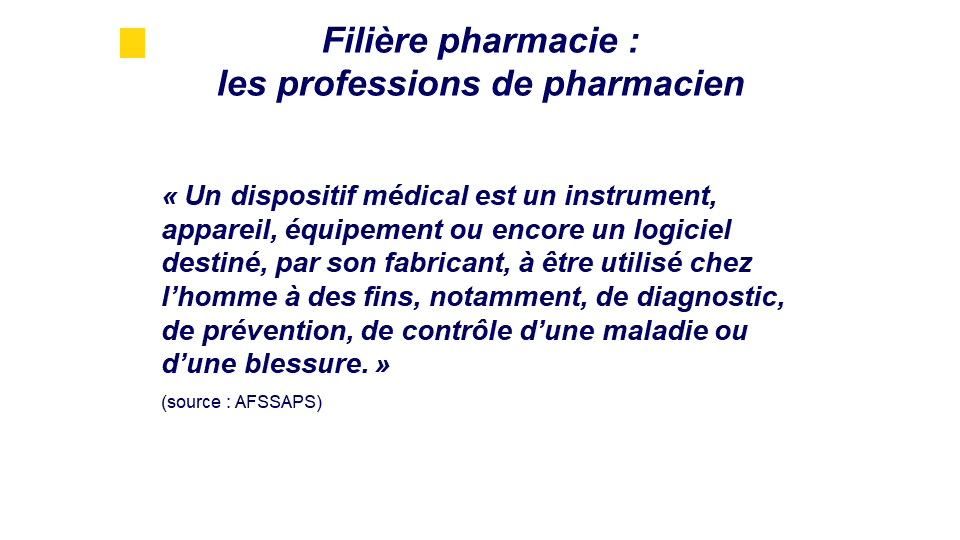 Filière pharmacie :
les professions de pharmacien
« Un dispositif médical est un instrument,
appareil, équipement ou encore un logiciel
destiné, par son fabricant, à être utilisé chez
l’homme à des fins, notamment, de diagnostic,
de prévention, de contrôle d’une maladie ou
d’une blessure. »
(source : AFSSAPS)